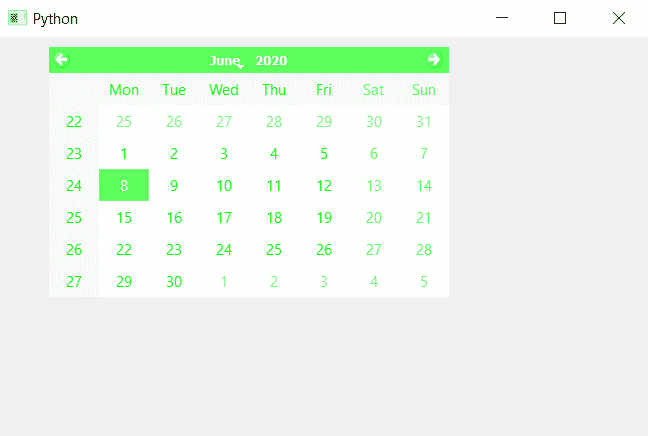 Python
June 2020
Mon Tue Wed Thu Fri Sat Sun
22 25 26 27 28 29 30 31
23 1 2 3 4 5 6 7
24 8 9 10 11 12 13 14
25 15 16 17 18 19 20 21
26 22 23 24 25 26 27 28
27 29 30 1 2 3 4 5